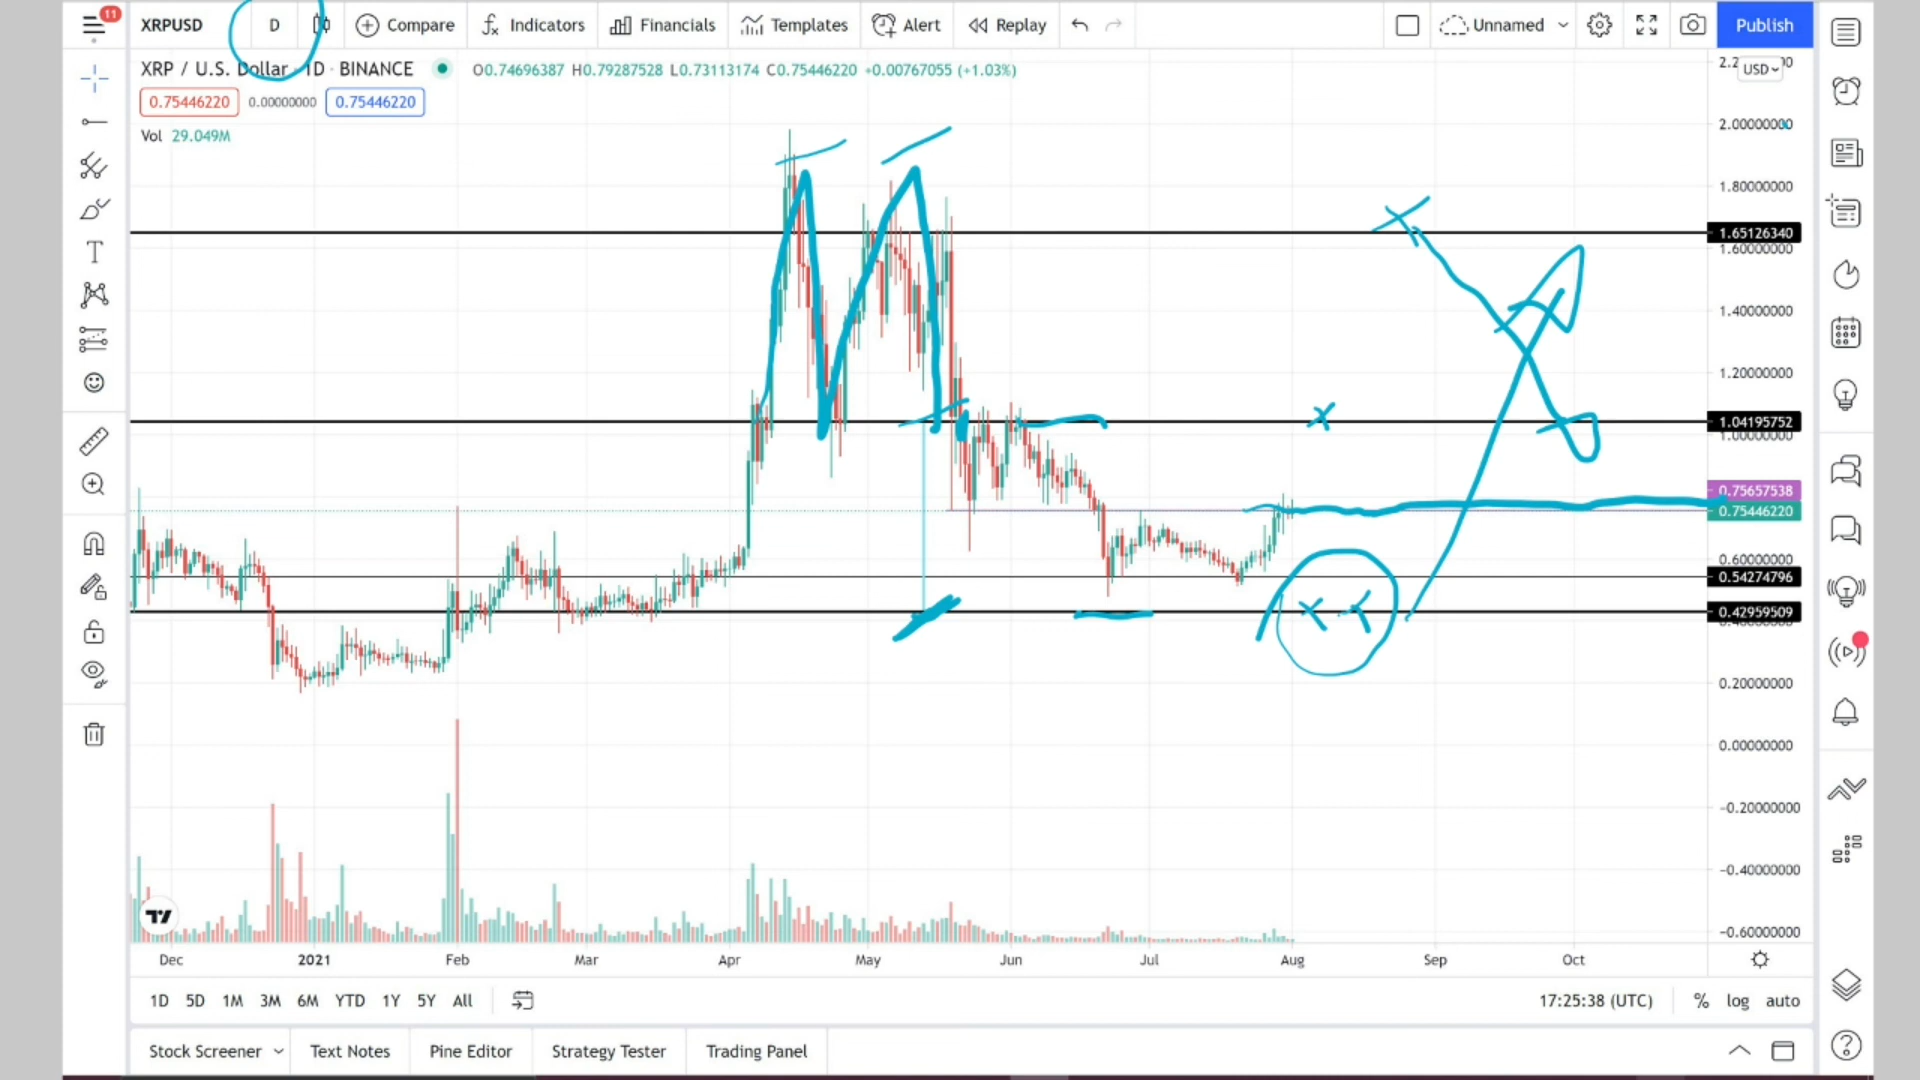 11
XRPUSD D Compare Indicators Financials Templates Alert Replay Unnamed Publish
XRP / U.S. Dollar · 1D · BINANCE O0.74696387 H0.79287528 L0.73113174 C0.75446220 +0.00767055 (+1.03%)
USD
0.75446220 0.00000000 0.75446220
Vol 29.049M
2.00000000
1.80000000
1.65126340
1.60000000
1.40000000
1.20000000
1.04195752
1.00000000
0.75657538
0.75446220
0.60000000
0.54274796
0.42959509
0.20000000
0.00000000
-0.20000000
-0.40000000
-0.60000000
Dec 2021 Feb Mar Apr May Jun Jul Aug Sep Oct
1D 5D 1M 3M 6M YTD 1Y 5Y All 17:25:38 (UTC) % log auto
Stock Screener Text Notes Pine Editor Strategy Tester Trading Panel